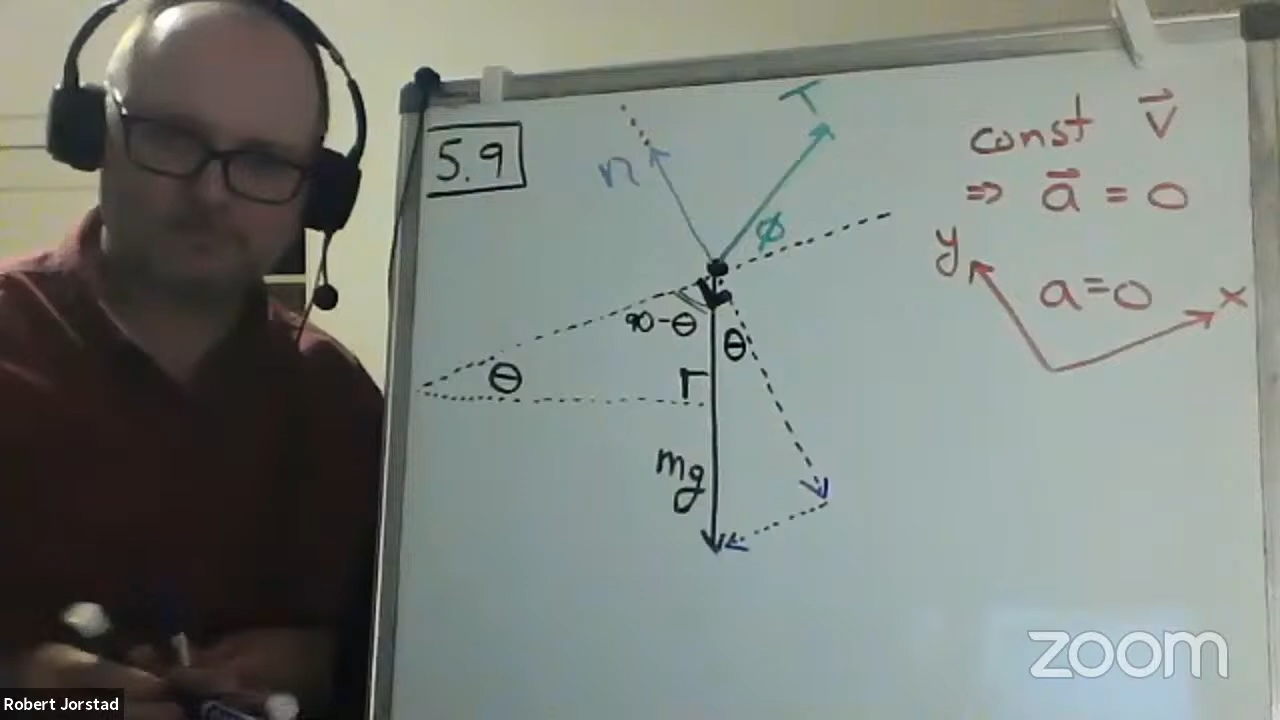 5.9
n
T
ϕ
90-θ
θ
θ
mg
const v⃗
⇒ a⃗ = 0
y
a=0
x
zoom
Robert Jorstad